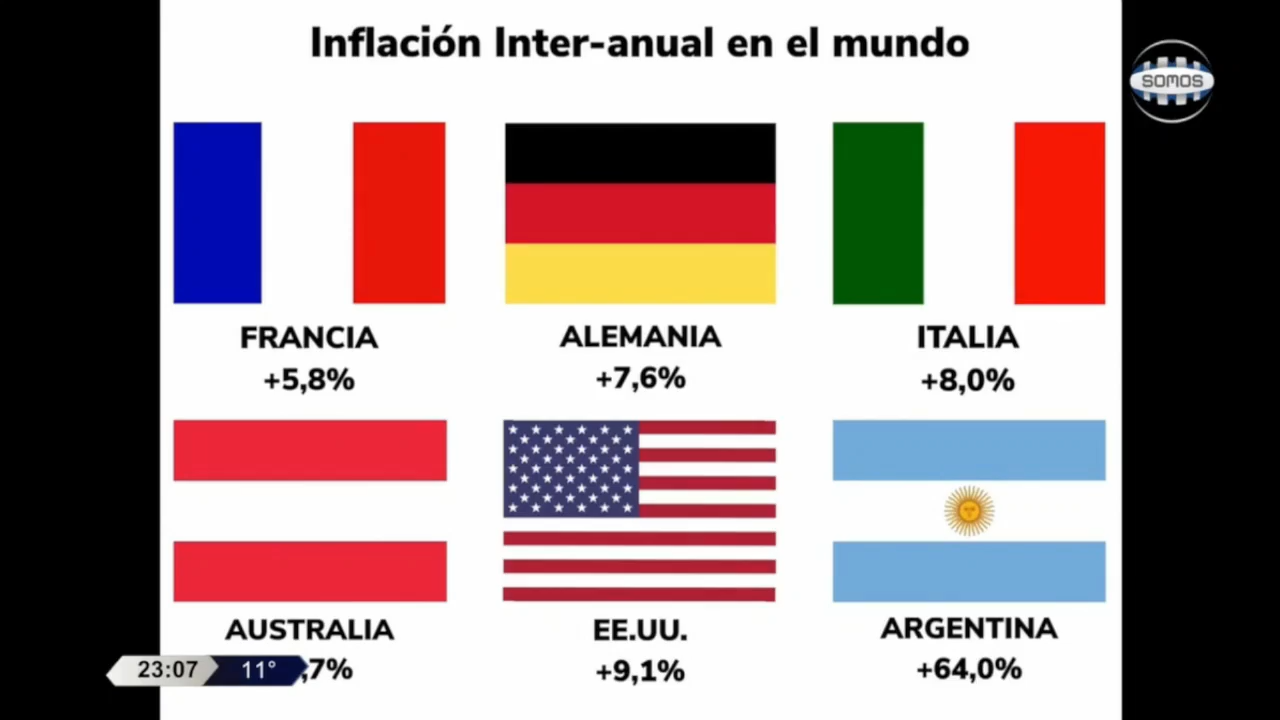 Inflación Inter-anual en el mundo
SOMOS
FRANCIA
+5,8%
ALEMANIA
+7,6%
ITALIA
+8,0%
AUSTRALIA
,7%
EE.UU.
+9,1%
ARGENTINA
+64,0%
23:07 11°